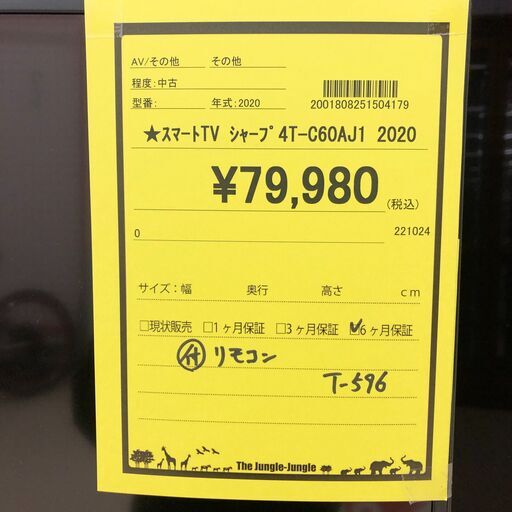 AV/その他 その他
程度:中古
型番: 年式:2020
2001808251504179
★スマートTV シャープ 4T-C60AJ1 2020
¥79,980
(税込)
0 221024
サイズ:幅 奥行 高さ cm
□現状販売 □1ヶ月保証 □3ヶ月保証 ☑6ヶ月保証
付 リモコン
T-596
The Jungle-Jungle